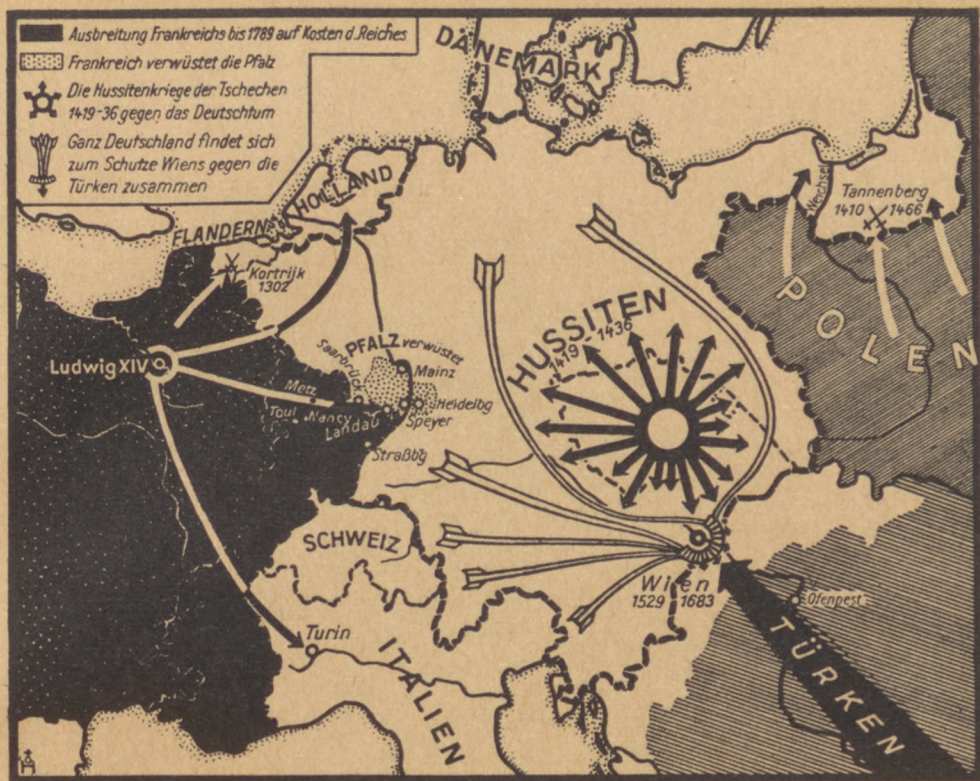 Ausbreitung Frankreichs bis 1789 auf Kosten d. Reiches
Frankreich verwüstet die Pfalz
Die Hussitenkriege der Tschechen
1419-36 gegen das Deutschtum
Ganz Deutschland findet sich
zum Schutze Wiens gegen die
Türken zusammen
DÄNEMARK
HOLLAND
FLANDERN
Kortrijk
1302
Weichsel
Tannenberg
1410 1466
POLEN
HUSSITEN
1419-1436
Ludwig XIV
PFALZ verwüstet
Saarbrück
Mainz
Metz
Heidelbg
Toul
Nancy
Landau
Speyer
Straßbg
SCHWEIZ
Wien
1529 1683
Ofenpest
TÜRKEN
Turin
ITALIEN